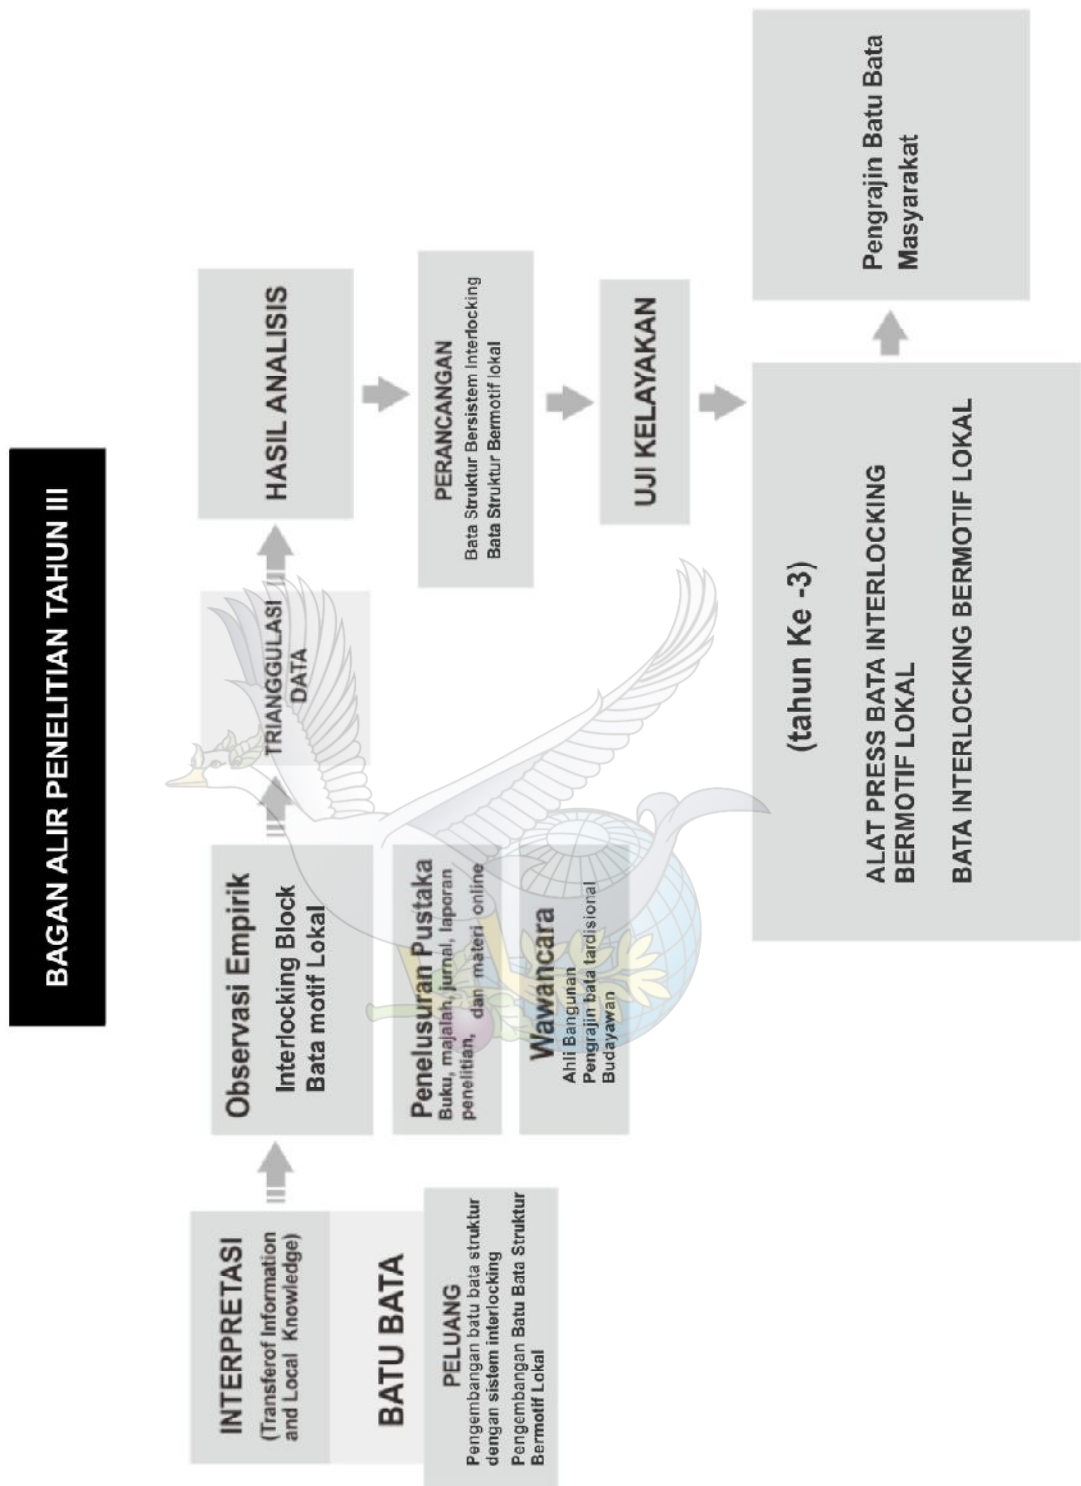 BAGAN ALIR PENELITIAN TAHUN III
INTERPRETASI
(Transferof Information
and Local Knowledge)
BATU BATA
PELUANG
Pengembangan batu bata struktur
dengan sistem interlocking
Pengembangan Batu Bata Struktur
Bermotif Lokal
Observasi Empirik
Interlocking Block
Bata motif Lokal
Penelusuran Pustaka
Buku, majalah, jurnal, laporan
penelitian, dan materi online
Wawancara
Ahli Bangunan
Pengrajin bata tardisional
Budayawan
TRIANGGULASI
DATA
HASIL ANALISIS
PERANCANGAN
Bata Struktur Bersistem Interlocking
Bata Struktur Bermotif lokal
UJI KELAYAKAN
(tahun Ke -3)
ALAT PRESS BATA INTERLOCKING
BERMOTIF LOKAL
BATA INTERLOCKING BERMOTIF LOKAL
Pengrajin Batu Bata
Masyarakat